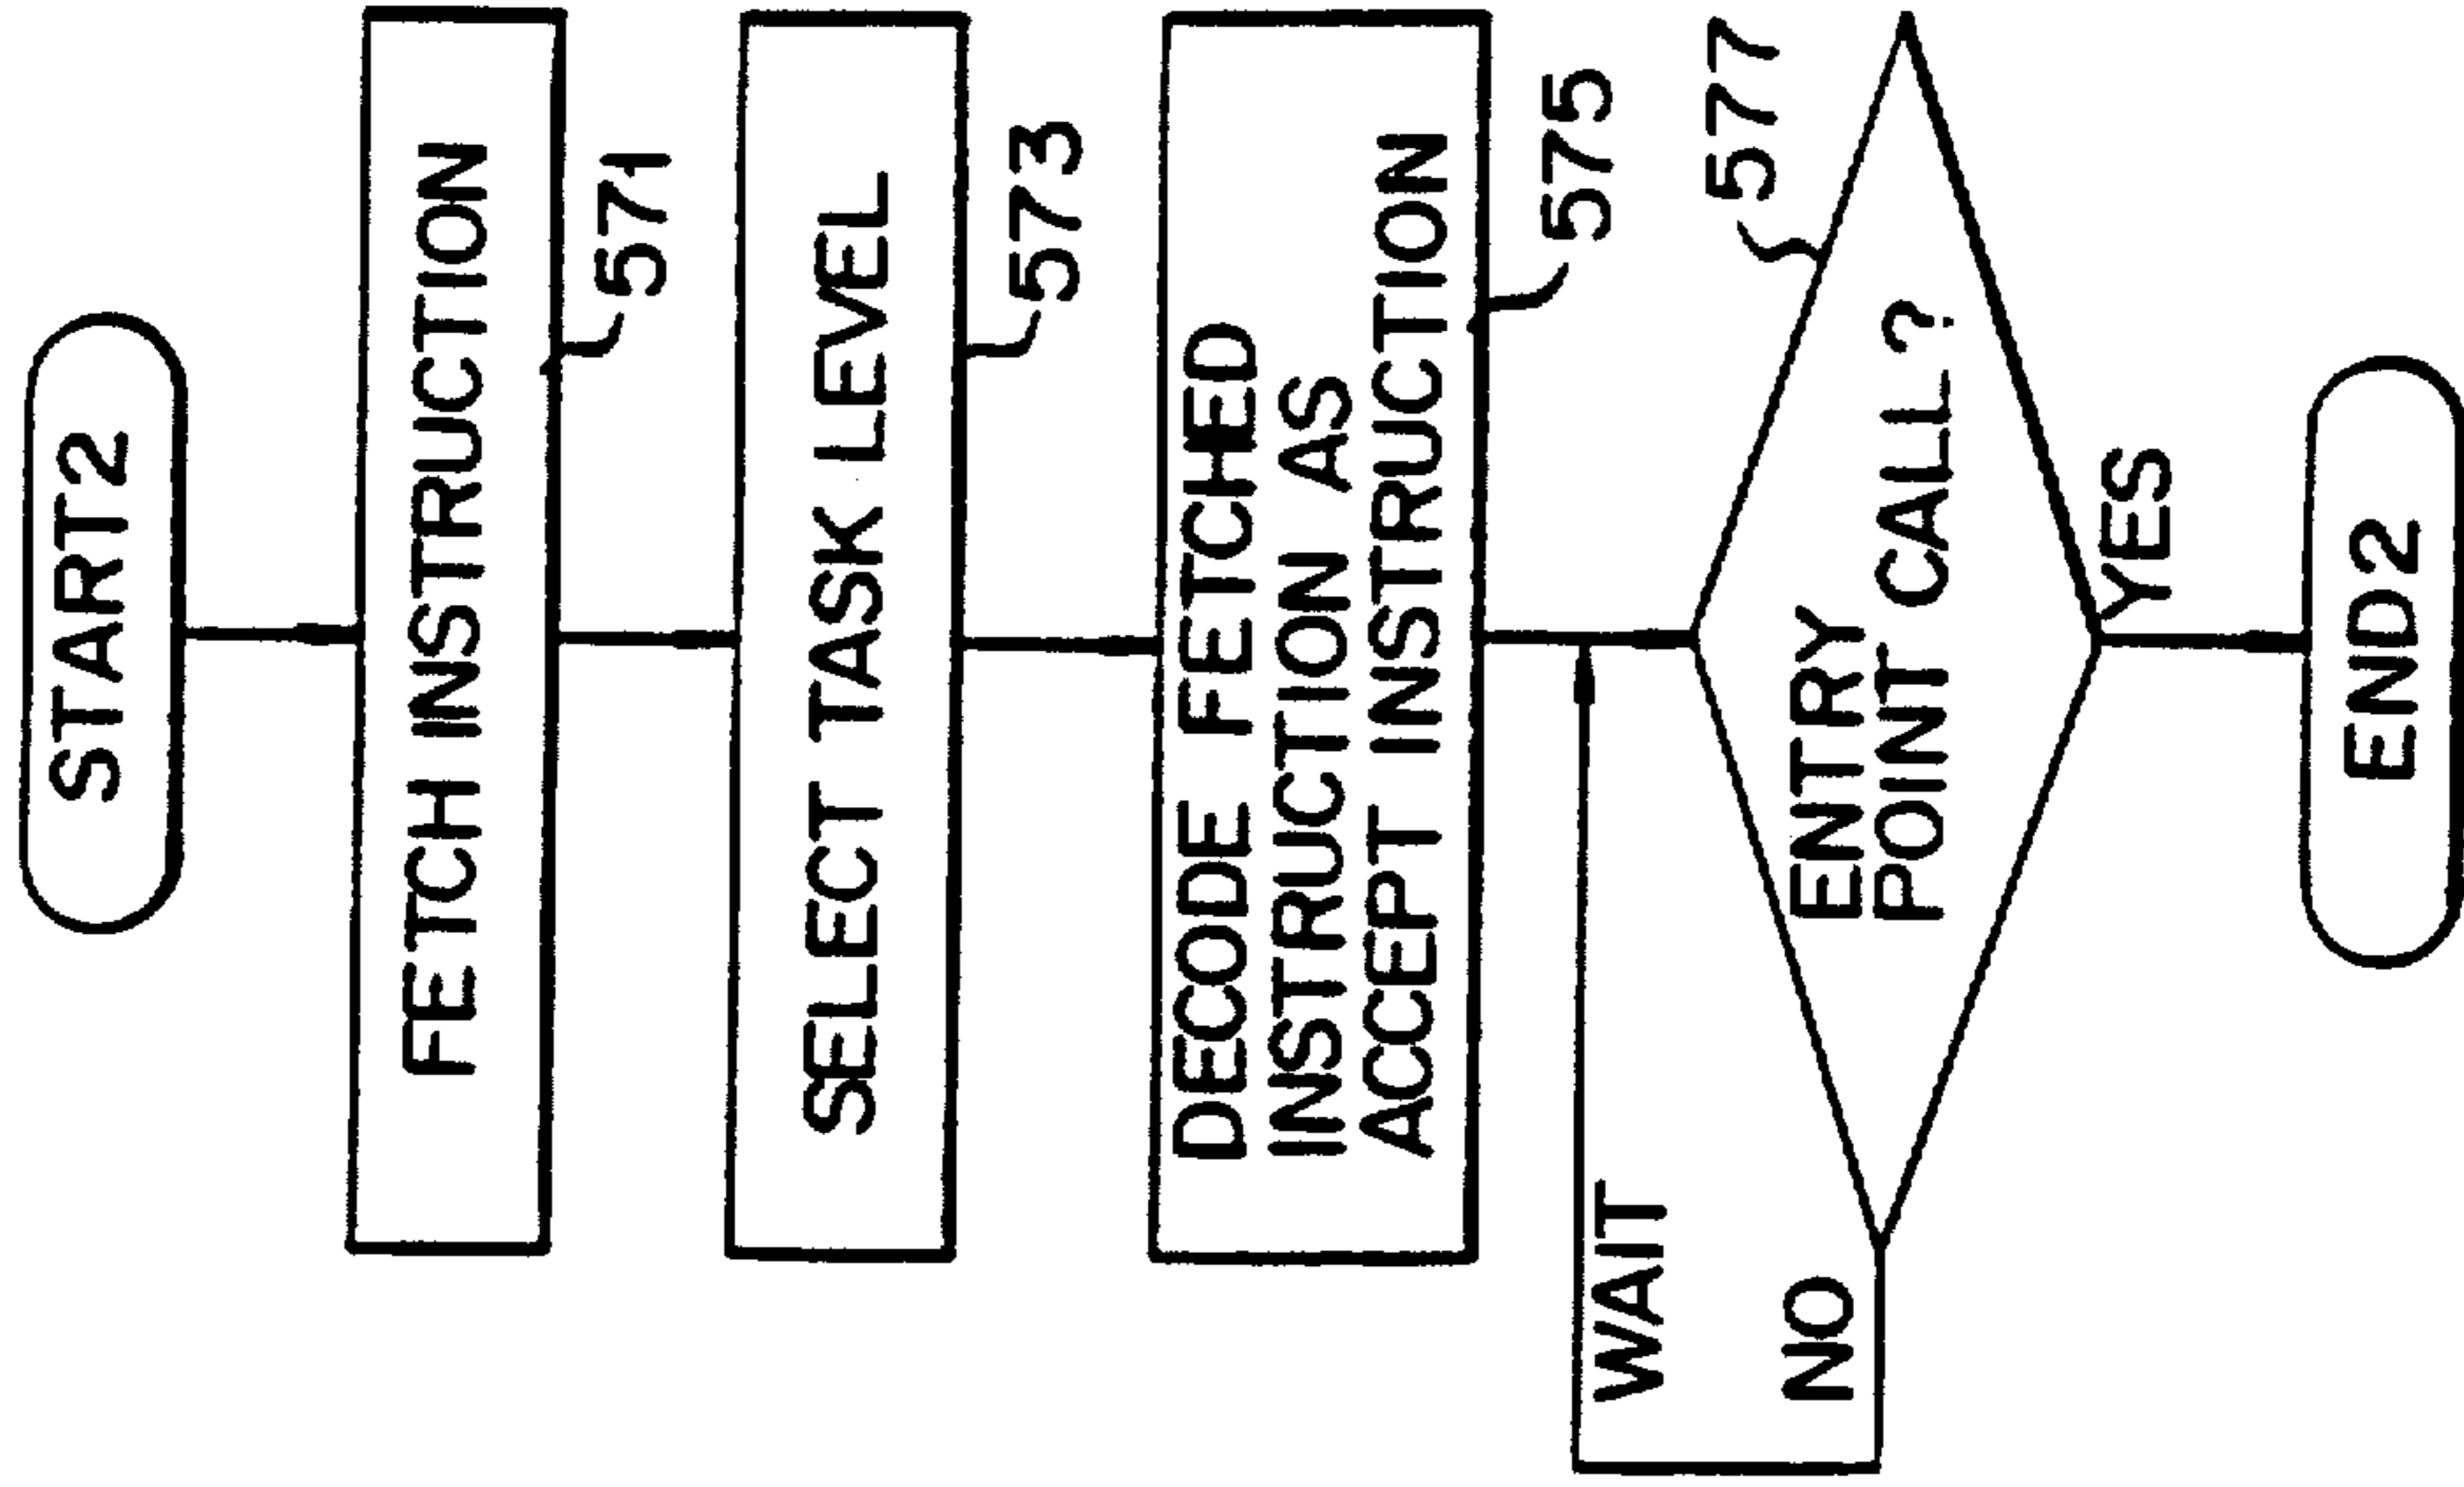 START2
FETCH INSTRUCTION
571
SELECT TASK LEVEL
573
DECODE FETCHED
INSTRUCTION AS
ACCEPT INSTRUCTION
575
WAIT
577
ENTRY
POINT CALL?
NO
YES
END2